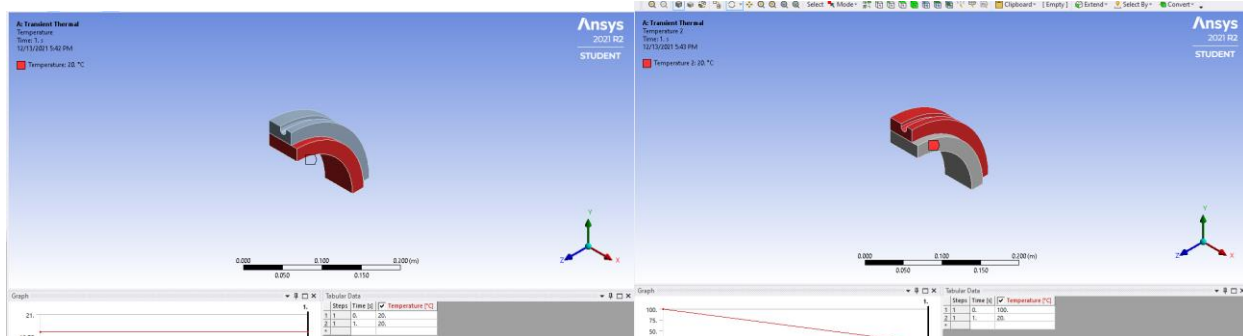 A: Transient Thermal
Temperature
Time: 1. s
12/13/2021 5:42 PM
Temperature: 20. °C
Ansys
2021 R2
STUDENT
0.000 0.100 0.200 (m)
0.050 0.150
Y
Z
X
Graph
1.
21.
Tabular Data
Steps Time [s] Temperature [°C]
1 1 0. 20.
2 1 1. 20.
*
Select Mode Clipboard [Empty] Extend Select By Convert
A: Transient Thermal
Temperature 2
Time: 1. s
12/13/2021 5:43 PM
Temperature 2: 20. °C
Ansys
2021 R2
STUDENT
0.000 0.100 0.200 (m)
0.050 0.150
Y
Z
X
Graph
1.
100.
75.
50.
Tabular Data
Steps Time [s] Temperature [°C]
1 1 0. 100.
2 1 1. 20.
*